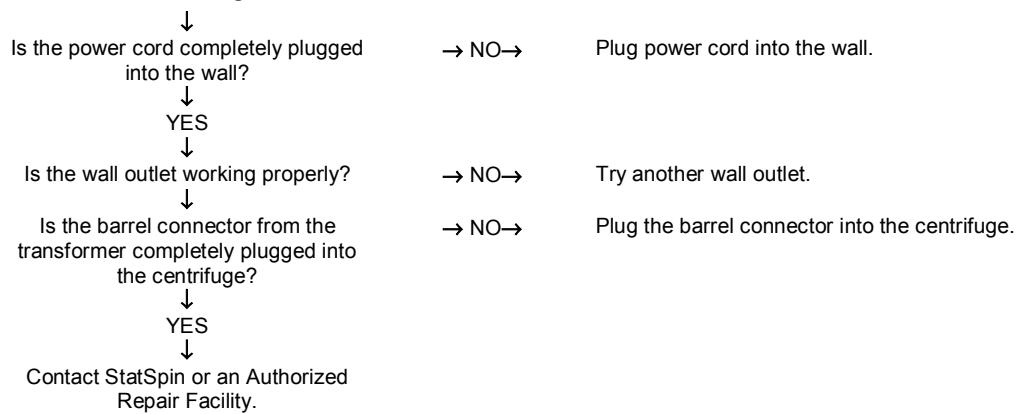 ↓
Is the power cord completely plugged into the wall? → NO→ Plug power cord into the wall.
↓
YES
↓
Is the wall outlet working properly? → NO→ Try another wall outlet.
↓
Is the barrel connector from the transformer completely plugged into the centrifuge? → NO→ Plug the barrel connector into the centrifuge.
↓
YES
↓
Contact StatSpin or an Authorized
Repair Facility.